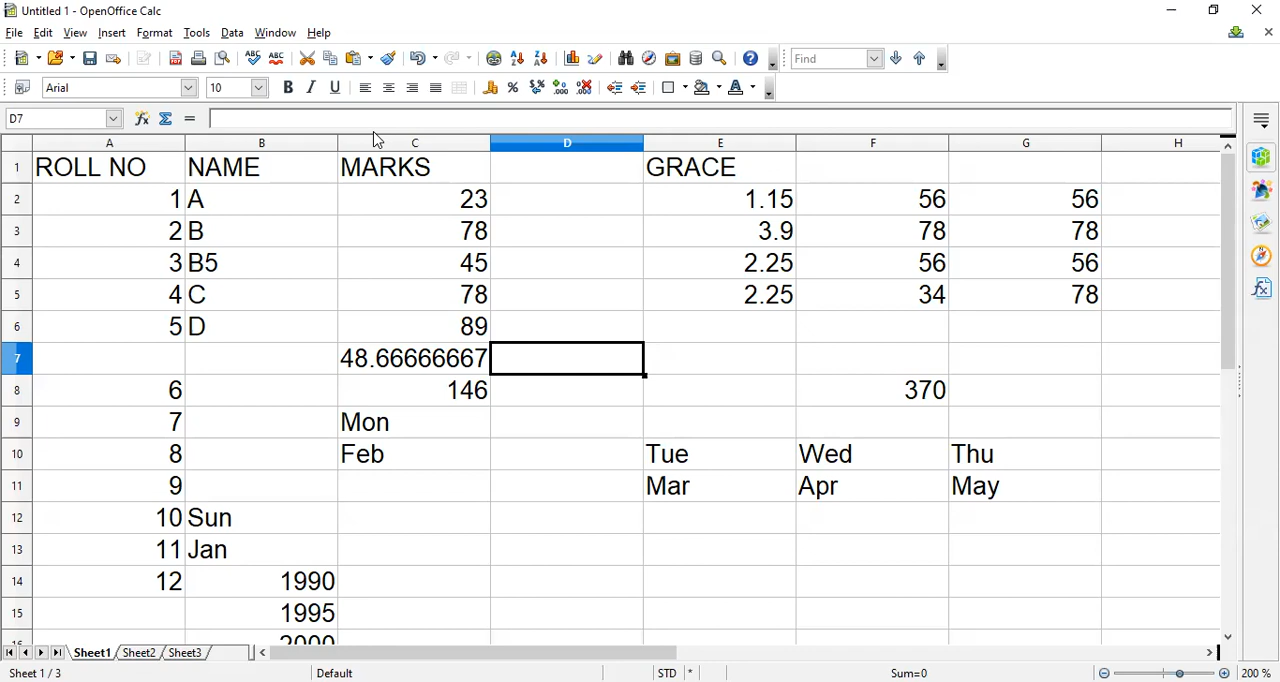 Untitled 1 - OpenOffice Calc
File Edit View Insert Format Tools Data Window Help
Find
Arial 10
D7
A B C D E F G H
1 ROLL NO NAME MARKS GRACE
2 1 A 23 1.15 56 56
3 2 B 78 3.9 78 78
4 3 B5 45 2.25 56 56
5 4 C 78 2.25 34 78
6 5 D 89
7 48.66666667
8 6 146 370
9 7 Mon
10 8 Feb Tue Wed Thu
11 9 Mar Apr May
12 10 Sun
13 11 Jan
14 12 1990
15 1995
16 2000
Sheet1 Sheet2 Sheet3
Sheet 1 / 3 Default STD * Sum=0 200 %